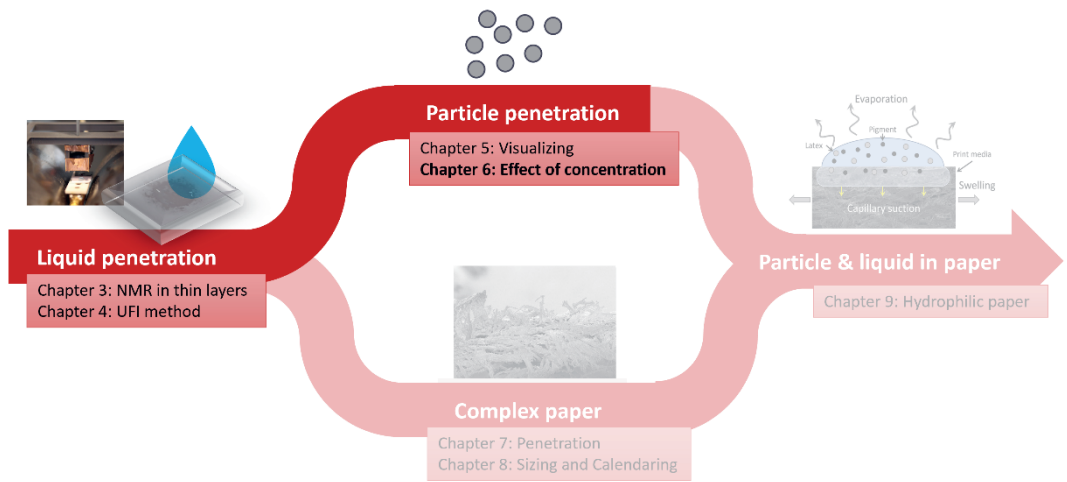 Particle penetration
Chapter 5: Visualizing
Chapter 6: Effect of concentration
Liquid penetration
Chapter 3: NMR in thin layers
Chapter 4: UFI method
Evaporation
Pigment
Latex
Print media
Swelling
Capillary suction
Particle & liquid in paper
Chapter 9: Hydrophilic paper
Complex paper
Chapter 7: Penetration
Chapter 8: Sizing and Calendaring